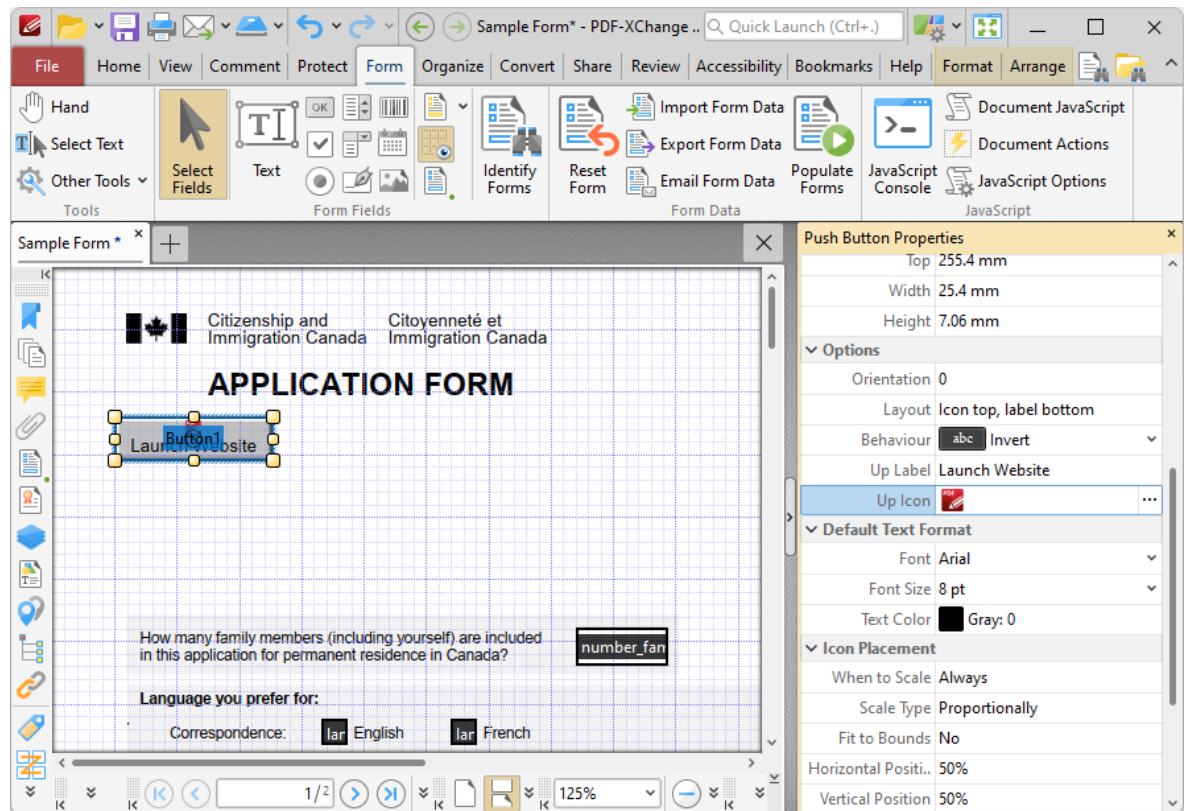 Sample Form* - PDF-XChange ..
Quick Launch (Ctrl+.)
File Home View Comment Protect Form Organize Convert Share Review Accessibility Bookmarks Help Format Arrange
Hand
Select Text
Other Tools
Tools
Select Fields
Text
OK
Form Fields
Identify Forms
Reset Form
Import Form Data
Export Form Data
Email Form Data
Populate Forms
Form Data
JavaScript Console
Document JavaScript
Document Actions
JavaScript Options
JavaScript
Sample Form *
Citizenship and
Immigration Canada
Citoyenneté et
Immigration Canada
APPLICATION FORM
Button1
Launch Website
How many family members (including yourself) are included
in this application for permanent residence in Canada?
number_fan
Language you prefer for:
Correspondence:
lar English
lar French
1/2
125%
Push Button Properties
Top 255.4 mm
Width 25.4 mm
Height 7.06 mm
Options
Orientation 0
Layout Icon top, label bottom
Behaviour abc Invert
Up Label Launch Website
Up Icon PDF ...
Default Text Format
Font Arial
Font Size 8 pt
Text Color Gray: 0
Icon Placement
When to Scale Always
Scale Type Proportionally
Fit to Bounds No
Horizontal Positi.. 50%
Vertical Position 50%